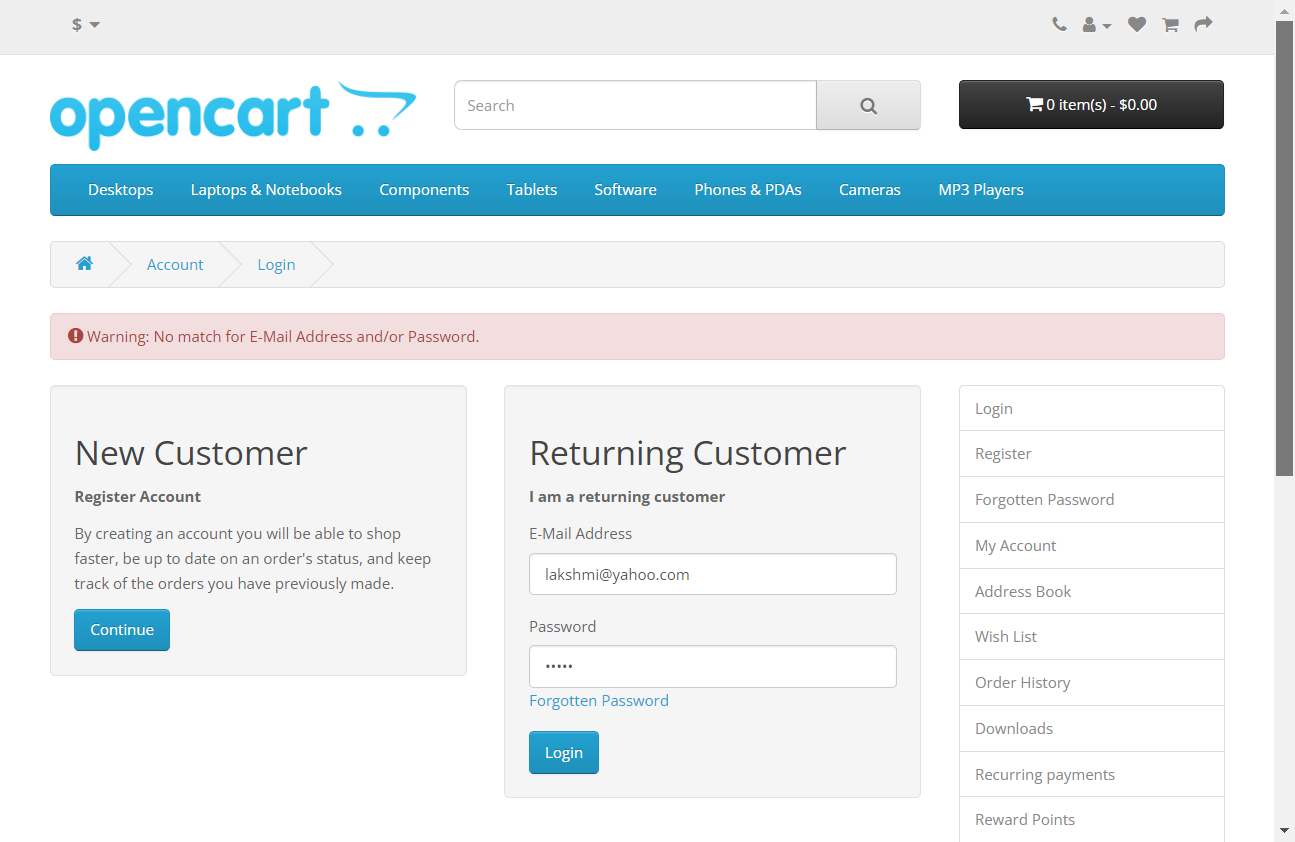 $
opencart
Search
0 item(s) - $0.00
Desktops Laptops & Notebooks Components Tablets Software Phones & PDAs Cameras MP3 Players
Account Login
Warning: No match for E-Mail Address and/or Password.
New Customer
Register Account
By creating an account you will be able to shop
faster, be up to date on an order's status, and keep
track of the orders you have previously made.
Continue
Returning Customer
I am a returning customer
E-Mail Address
lakshmi@yahoo.com
Password
•••••
Forgotten Password
Login
Login
Register
Forgotten Password
My Account
Address Book
Wish List
Order History
Downloads
Recurring payments
Reward Points